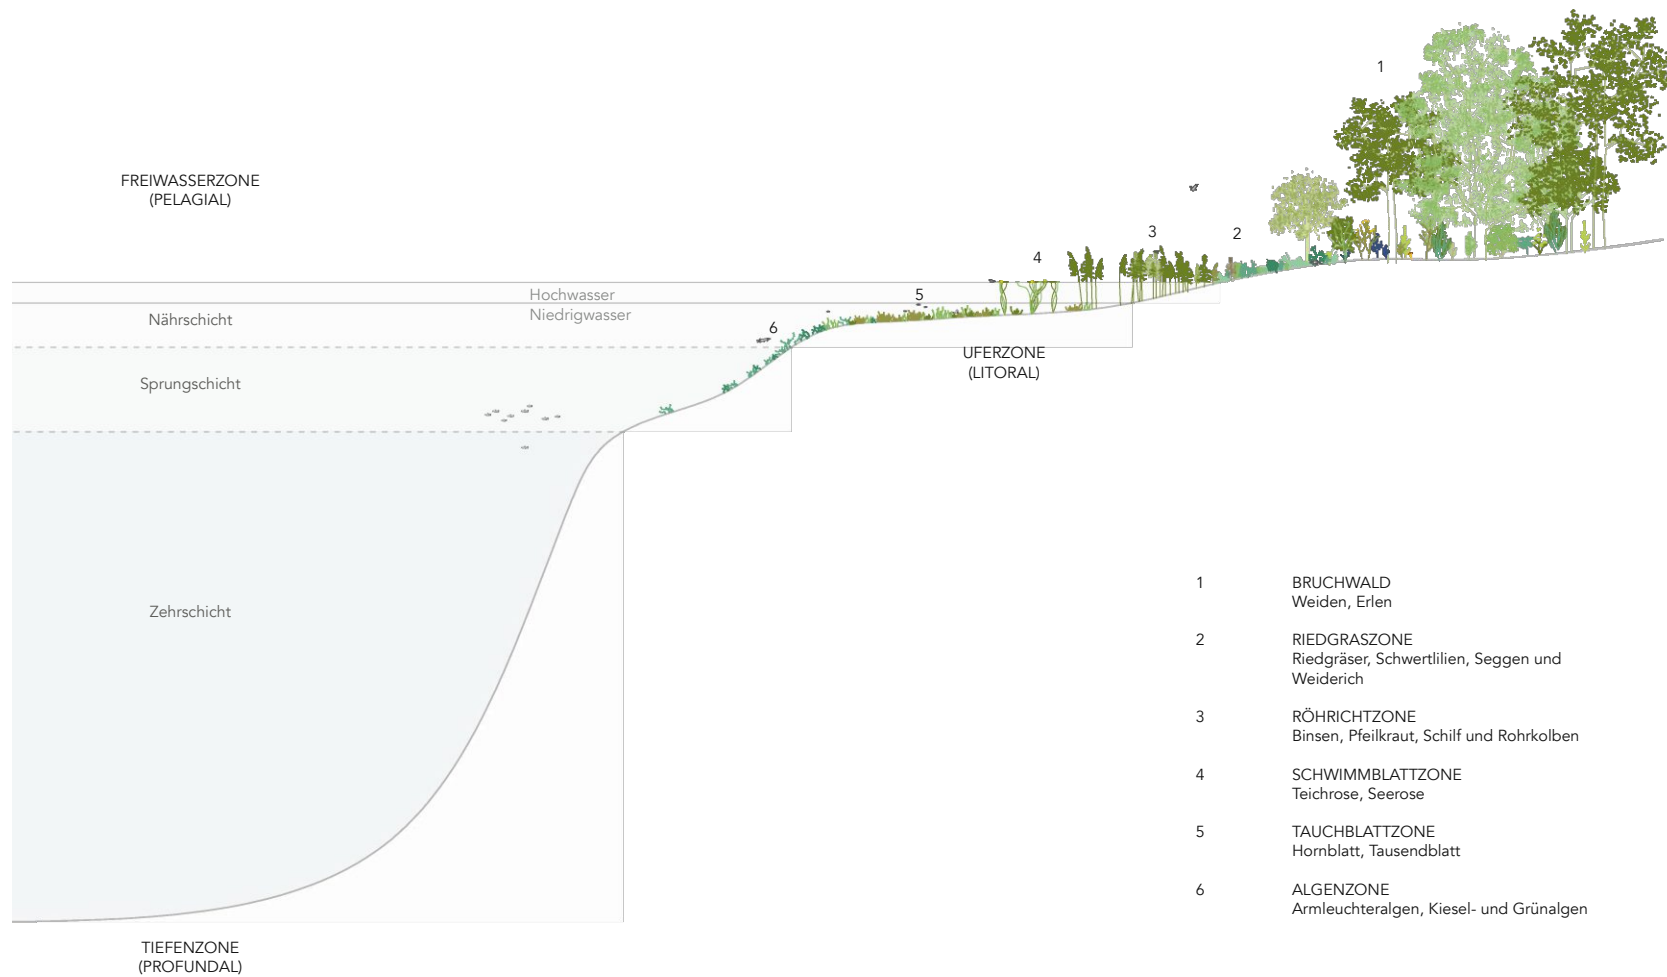 1
FREIWASSERZONE
(PELAGIAL)
3
2
4
Hochwasser
5
Niedrigwasser
Nährschicht
6
UFERZONE
(LITORAL)
Sprungschicht
Zehrschicht
TIEFENZONE
(PROFUNDAL)
1 BRUCHWALD
Weiden, Erlen
2 RIEDGRASZONE
Riedgräser, Schwertlilien, Seggen und
Weiderich
3 RÖHRICHTZONE
Binsen, Pfeilkraut, Schilf und Rohrkolben
4 SCHWIMMBLATTZONE
Teichrose, Seerose
5 TAUCHBLATTZONE
Hornblatt, Tausendblatt
6 ALGENZONE
Armleuchteralgen, Kiesel- und Grünalgen